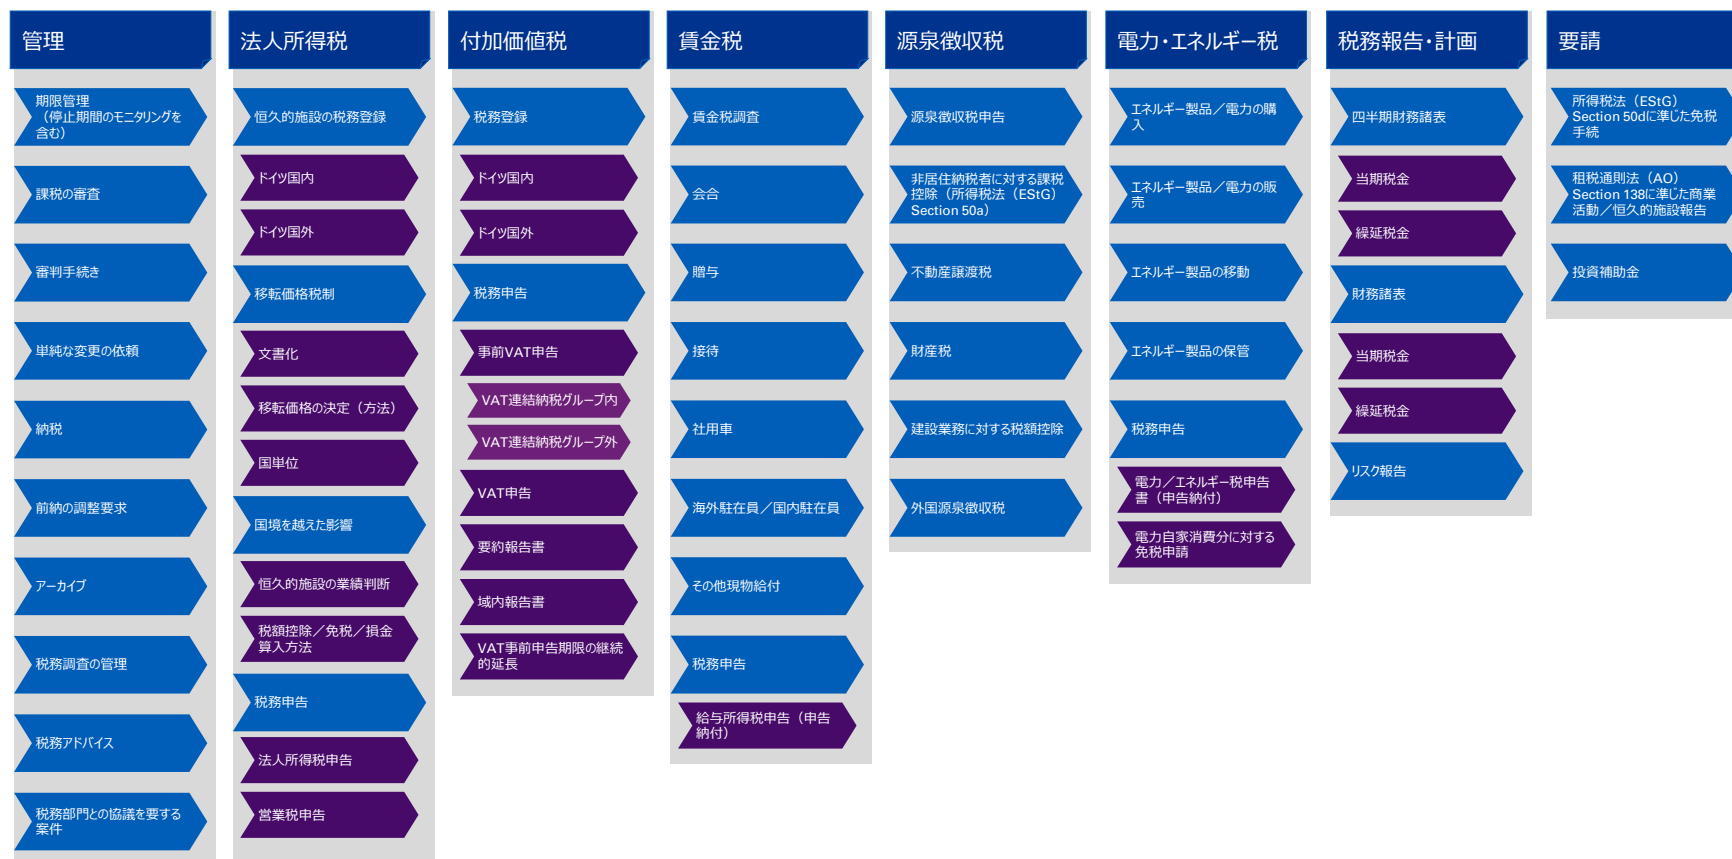 管理
期限管理
（停止期間のモニタリングを
含む）
課税の審査
審判手続き
単純な変更の依頼
納税
前納の調整要求
アーカイブ
税務調査の管理
税務アドバイス
税務部門との協議を要する
案件
法人所得税
恒久的施設の税務登録
ドイツ国内
ドイツ国外
移転価格税制
文書化
移転価格の決定（方法）
国単位
国境を越えた影響
恒久的施設の業績判断
税額控除／免税／損金
算入方法
税務申告
法人所得税申告
営業税申告
付加価値税
税務登録
ドイツ国内
ドイツ国外
税務申告
事前VAT申告
VAT連結納税グループ内
VAT連結納税グループ外
VAT申告
要約報告書
域内報告書
VAT事前申告期限の継続
的延長
賃金税
賃金税調査
会合
贈与
接待
社用車
海外駐在員／国内駐在員
その他現物給付
税務申告
給与所得税申告（申告
納付）
源泉徴収税
源泉徴収税申告
非居住納税者に対する課税
控除（所得税法（EStG）
Section 50a）
不動産譲渡税
財産税
建設業務に対する税額控除
外国源泉徴収税
電力・エネルギー税
エネルギー製品／電力の購
入
エネルギー製品／電力の販
売
エネルギー製品の移動
エネルギー製品の保管
税務申告
電力／エネルギー税申告
書（申告納付）
電力自家消費分に対する
免税申請
税務報告・計画
四半期財務諸表
当期税金
繰延税金
財務諸表
当期税金
繰延税金
リスク報告
要請
所得税法（EStG）
Section 50dに準じた免税
手続
租税通則法（AO）
Section 138に準じた商業
活動／恒久的施設報告
投資補助金